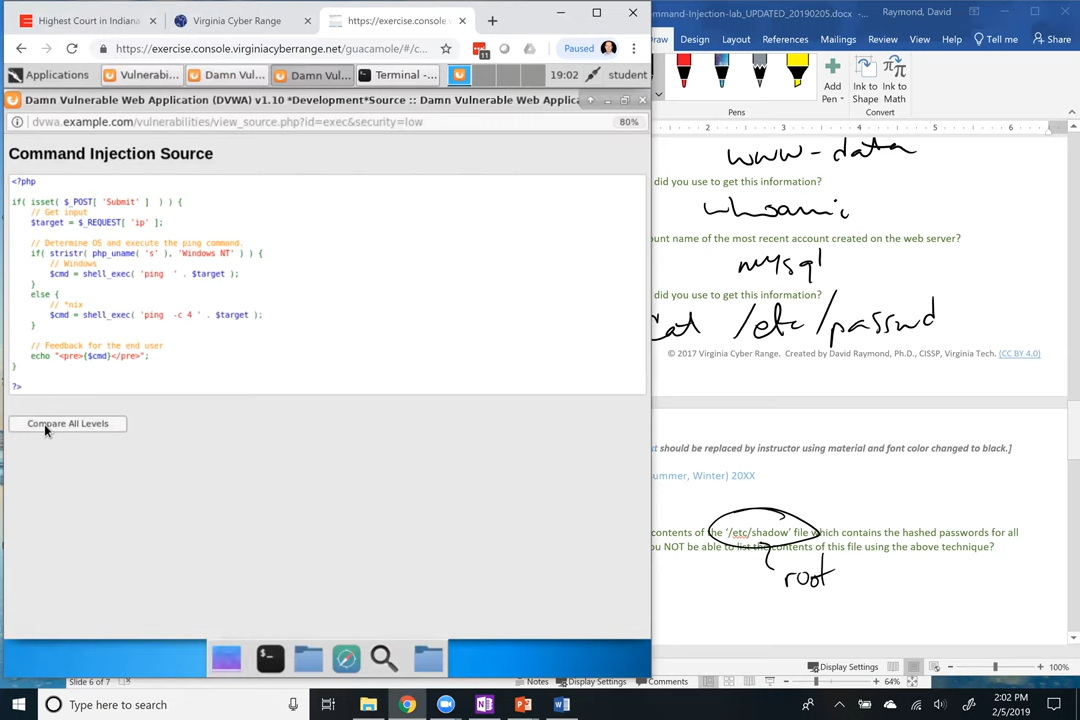 Highest Court in Indiana
Virginia Cyber Range
https://exercise.console.v
https://exercise.console.virginiacyberrange.net/guacamole/#/c...
11
Paused
Applications
Vulnerabi...
Damn Vul...
Damn Vul...
Terminal -...
19:02
student
Damn Vulnerable Web Application (DVWA) v1.10 *Development*Source :: Damn Vulnerable Web Applica
dvwa.example.com/vulnerabilities/view_source.php?id=exec&security=low
80%
Command Injection Source
<?php
if( isset( $_POST[ 'Submit' ]  ) ) {
    // Get input
    $target = $_REQUEST[ 'ip' ];
    // Determine OS and execute the ping command.
    if( stristr( php_uname( 's' ), 'Windows NT' ) ) {
        // Windows
        $cmd = shell_exec( 'ping  ' . $target );
    }
    else {
        // *nix
        $cmd = shell_exec( 'ping  -c 4 ' . $target );
    }
    // Feedback for the end user
    echo "<pre>{$cmd}</pre>";
}
?>
Compare All Levels
ommand-Injection-lab_UPDATED_20190205.docx
Raymond, David
Draw
Design
Layout
References
Mailings
Review
View
Help
Tell me
Share
Add Pen
Ink to Shape
Ink to Math
Pens
Convert
2 3 4 5 6
www-data
did you use to get this information?
whoami
unt name of the most recent account created on the web server?
mysql
did you use to get this information?
cat /etc/passwd
© 2017 Virginia Cyber Range. Created by David Raymond, Ph.D., CISSP, Virginia Tech. (CC BY 4.0)
t should be replaced by instructor using material and font color changed to black.]
ummer, Winter) 20XX
contents of the '/etc/shadow' file which contains the hashed passwords for all
ou NOT be able to list the contents of this file using the above technique?
root
Display Settings
100%
Slide 6 of 7
Notes
Display Settings
Comments
64%
Type here to search
2:02 PM
2/5/2019